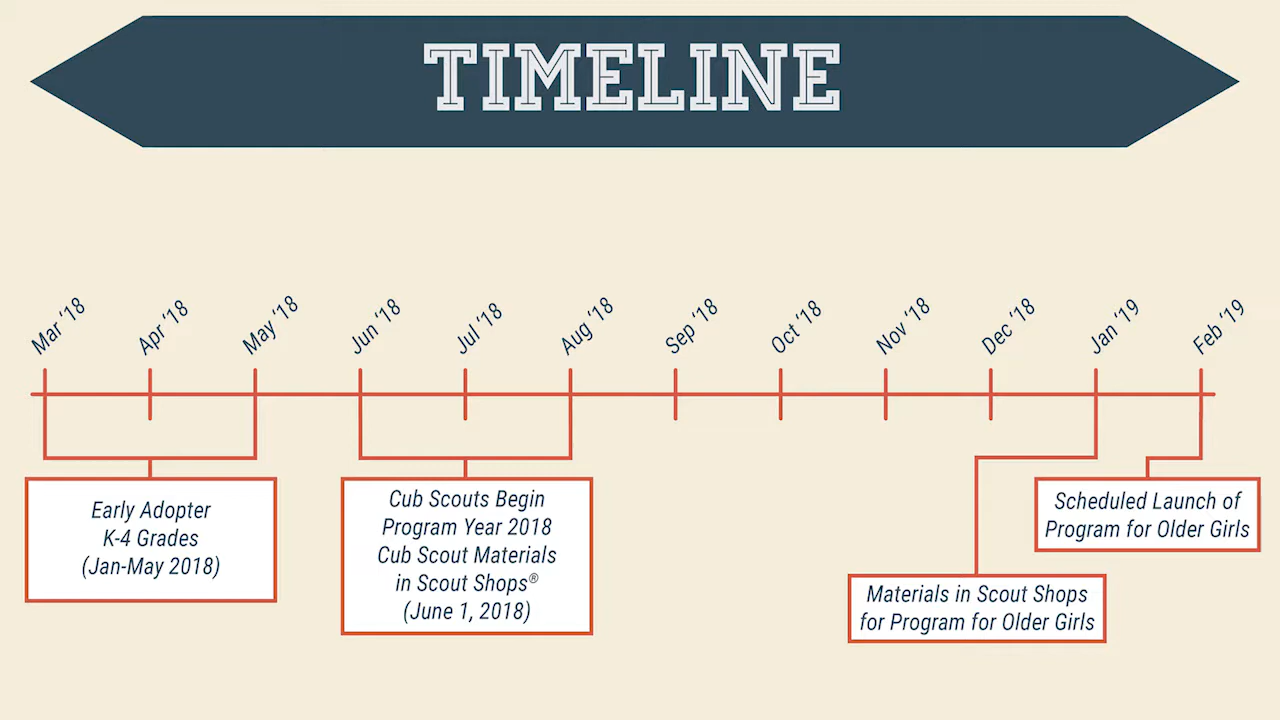 TIMELINE
Mar ‘18
Apr ‘18
May ‘18
Jun ‘18
Jul ‘18
Aug ‘18
Sep ‘18
Oct ‘18
Nov ‘18
Dec ‘18
Jan ‘19
Feb ‘19
Early Adopter
K-4 Grades
(Jan-May 2018)
Cub Scouts Begin
Program Year 2018
Cub Scout Materials
in Scout Shops®
(June 1, 2018)
Materials in Scout Shops
for Program for Older Girls
Scheduled Launch of
Program for Older Girls